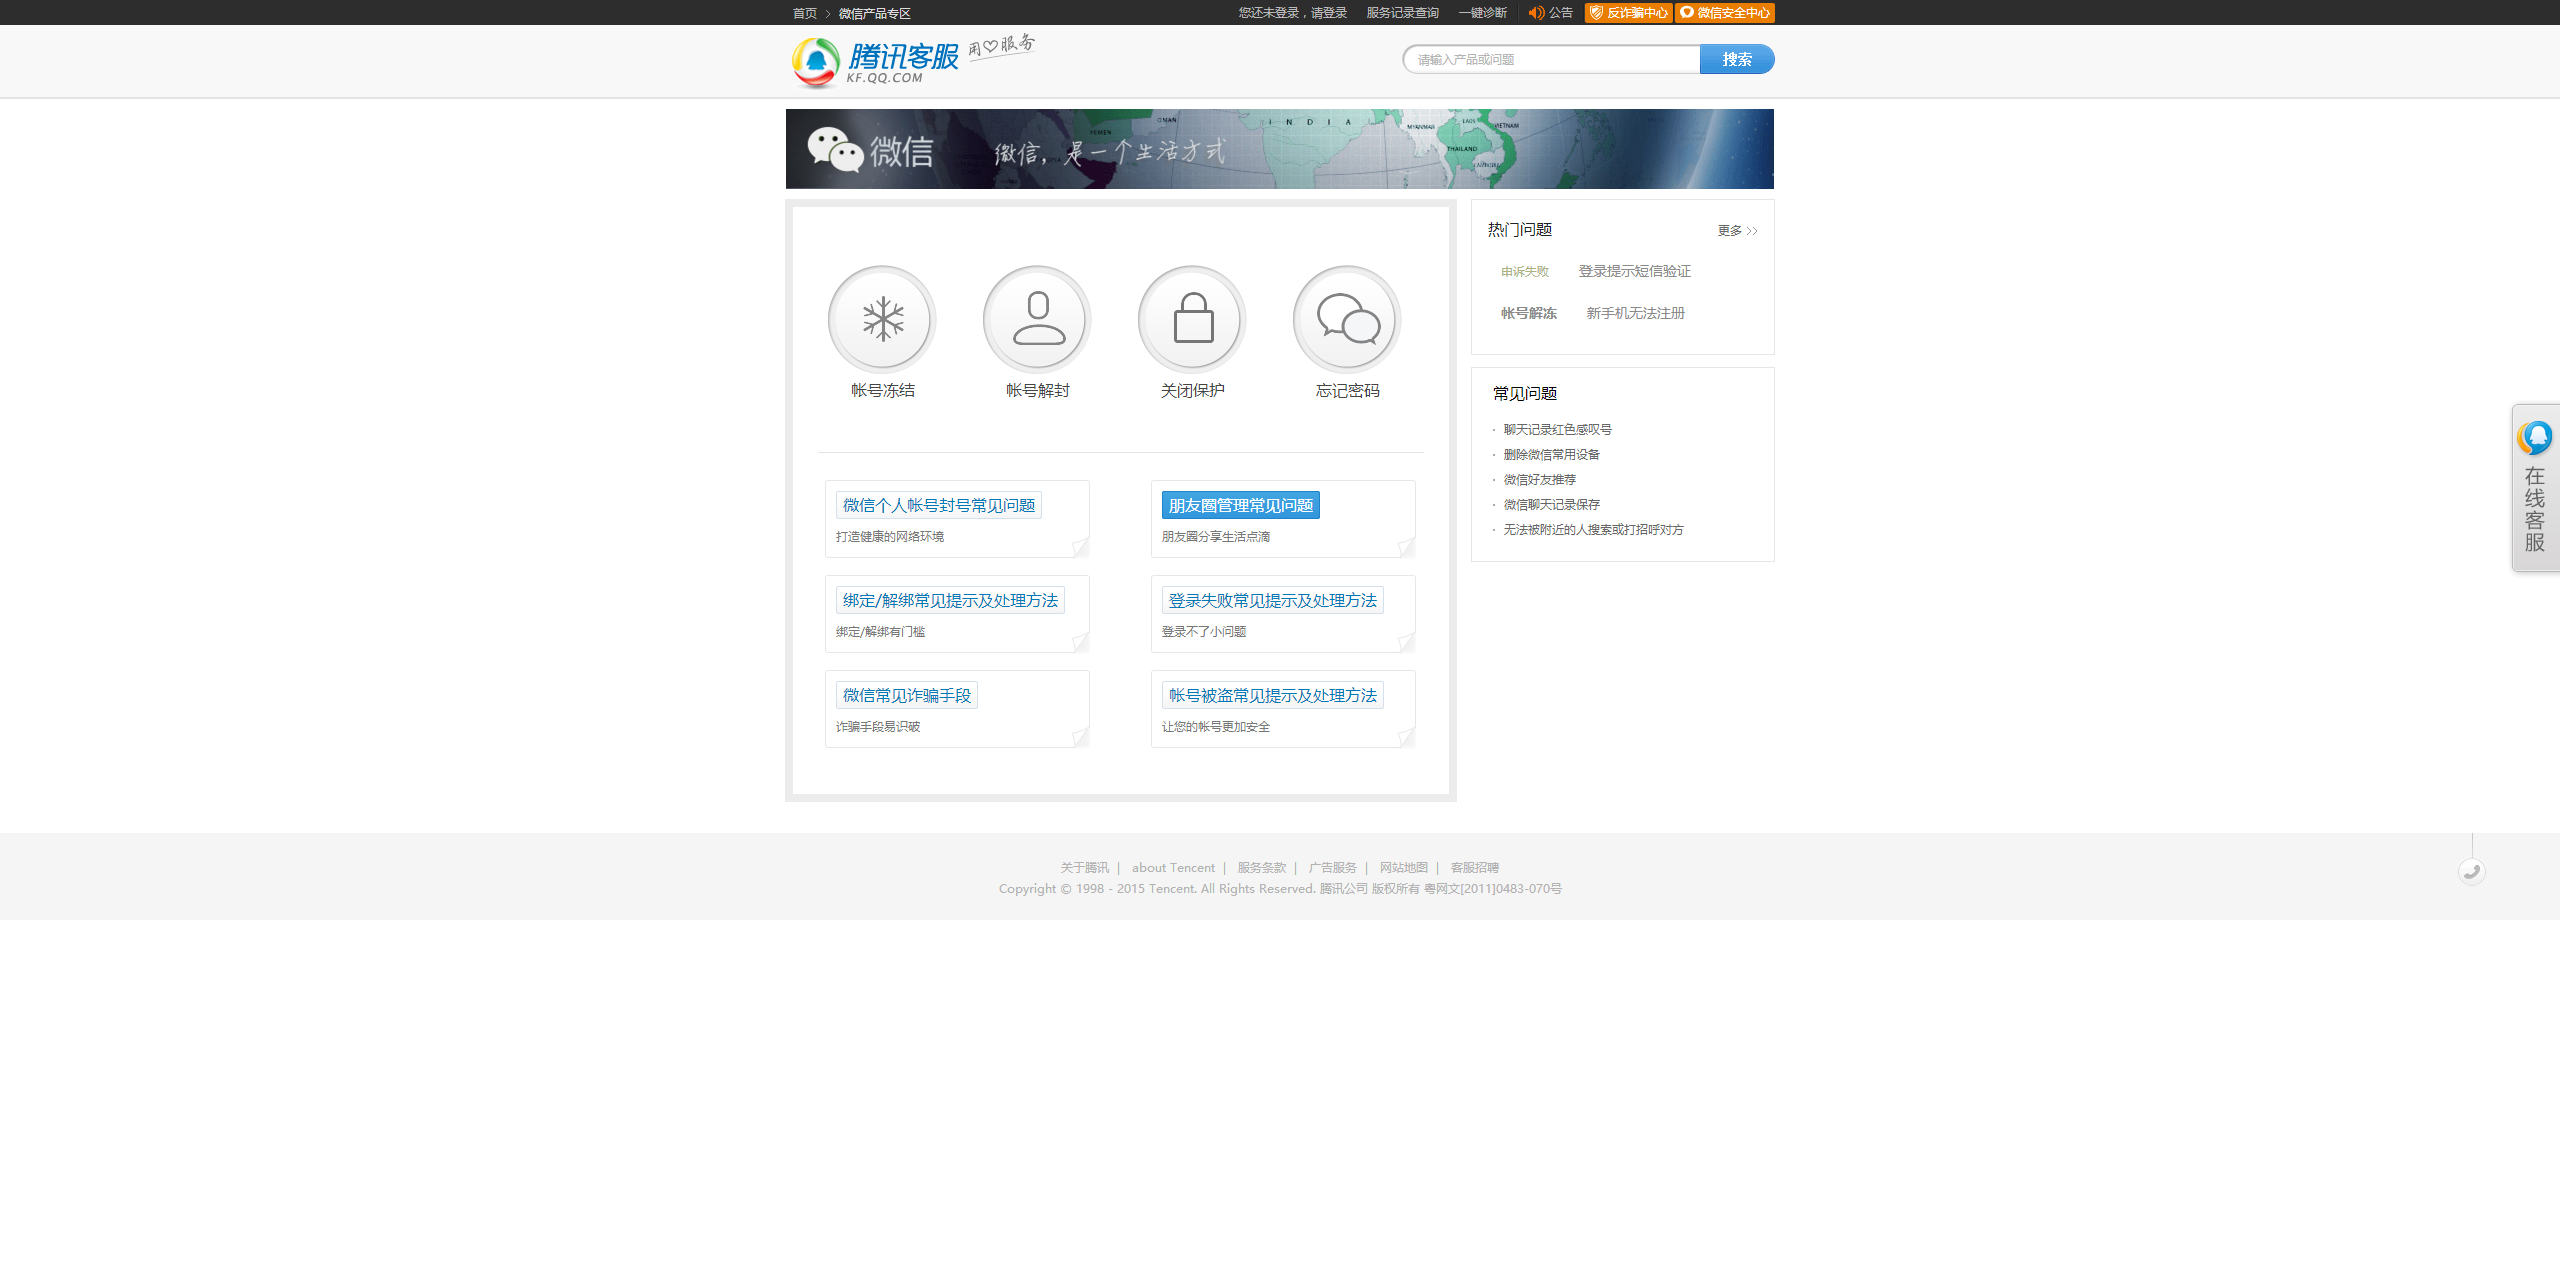 首页 > 微信产品专区
您还未登录，请登录 服务记录查询 一键诊断 公告 反诈骗中心 微信安全中心
腾讯客服 用♡服务
KF.QQ.COM
请输入产品或问题 搜索
微信 微信，是一个生活方式
OMAN
YEMEN
I N D I A
MYANMAR
LAOS
VIETNAM
THAILAND
CAMBODIA
帐号冻结 帐号解封 关闭保护 忘记密码
微信个人帐号封号常见问题
打造健康的网络环境
朋友圈管理常见问题
朋友圈分享生活点滴
绑定/解绑常见提示及处理方法
绑定/解绑有门槛
登录失败常见提示及处理方法
登录不了小问题
微信常见诈骗手段
诈骗手段易识破
帐号被盗常见提示及处理方法
让您的帐号更加安全
热门问题 更多 >>
申诉失败 登录提示短信验证
帐号解冻 新手机无法注册
常见问题
· 聊天记录红色感叹号
· 删除微信常用设备
· 微信好友推荐
· 微信聊天记录保存
· 无法被附近的人搜索或打招呼对方
在线客服
关于腾讯 | about Tencent | 服务条款 | 广告服务 | 网站地图 | 客服招聘
Copyright © 1998 - 2015 Tencent. All Rights Reserved. 腾讯公司 版权所有 粤网文[2011]0483-070号